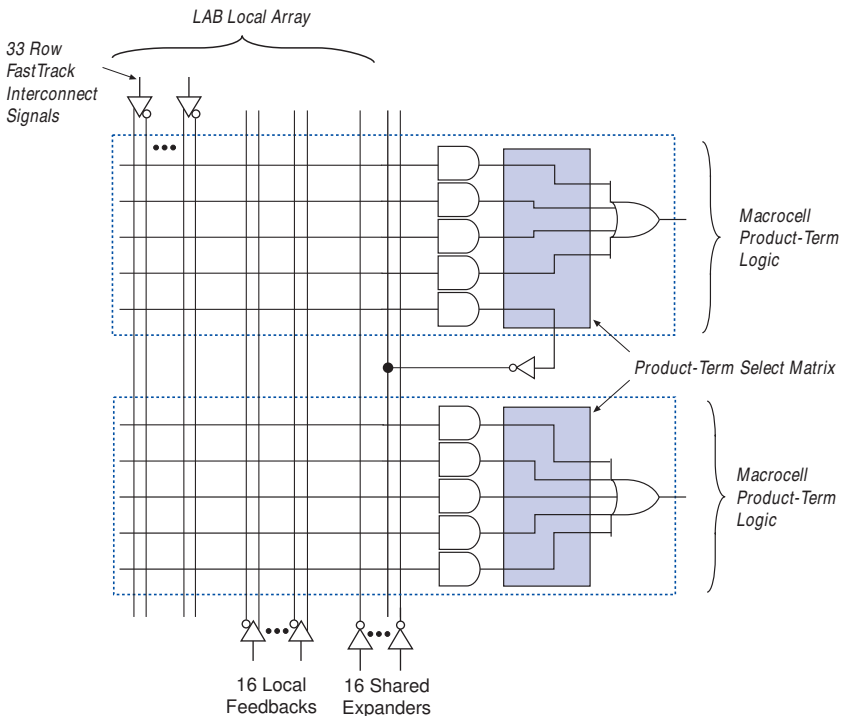 LAB Local Array
33 Row
FastTrack
Interconnect
Signals
Macrocell
Product-Term
Logic
Product-Term Select Matrix
Macrocell
Product-Term
Logic
16 Local
Feedbacks
16 Shared
Expanders